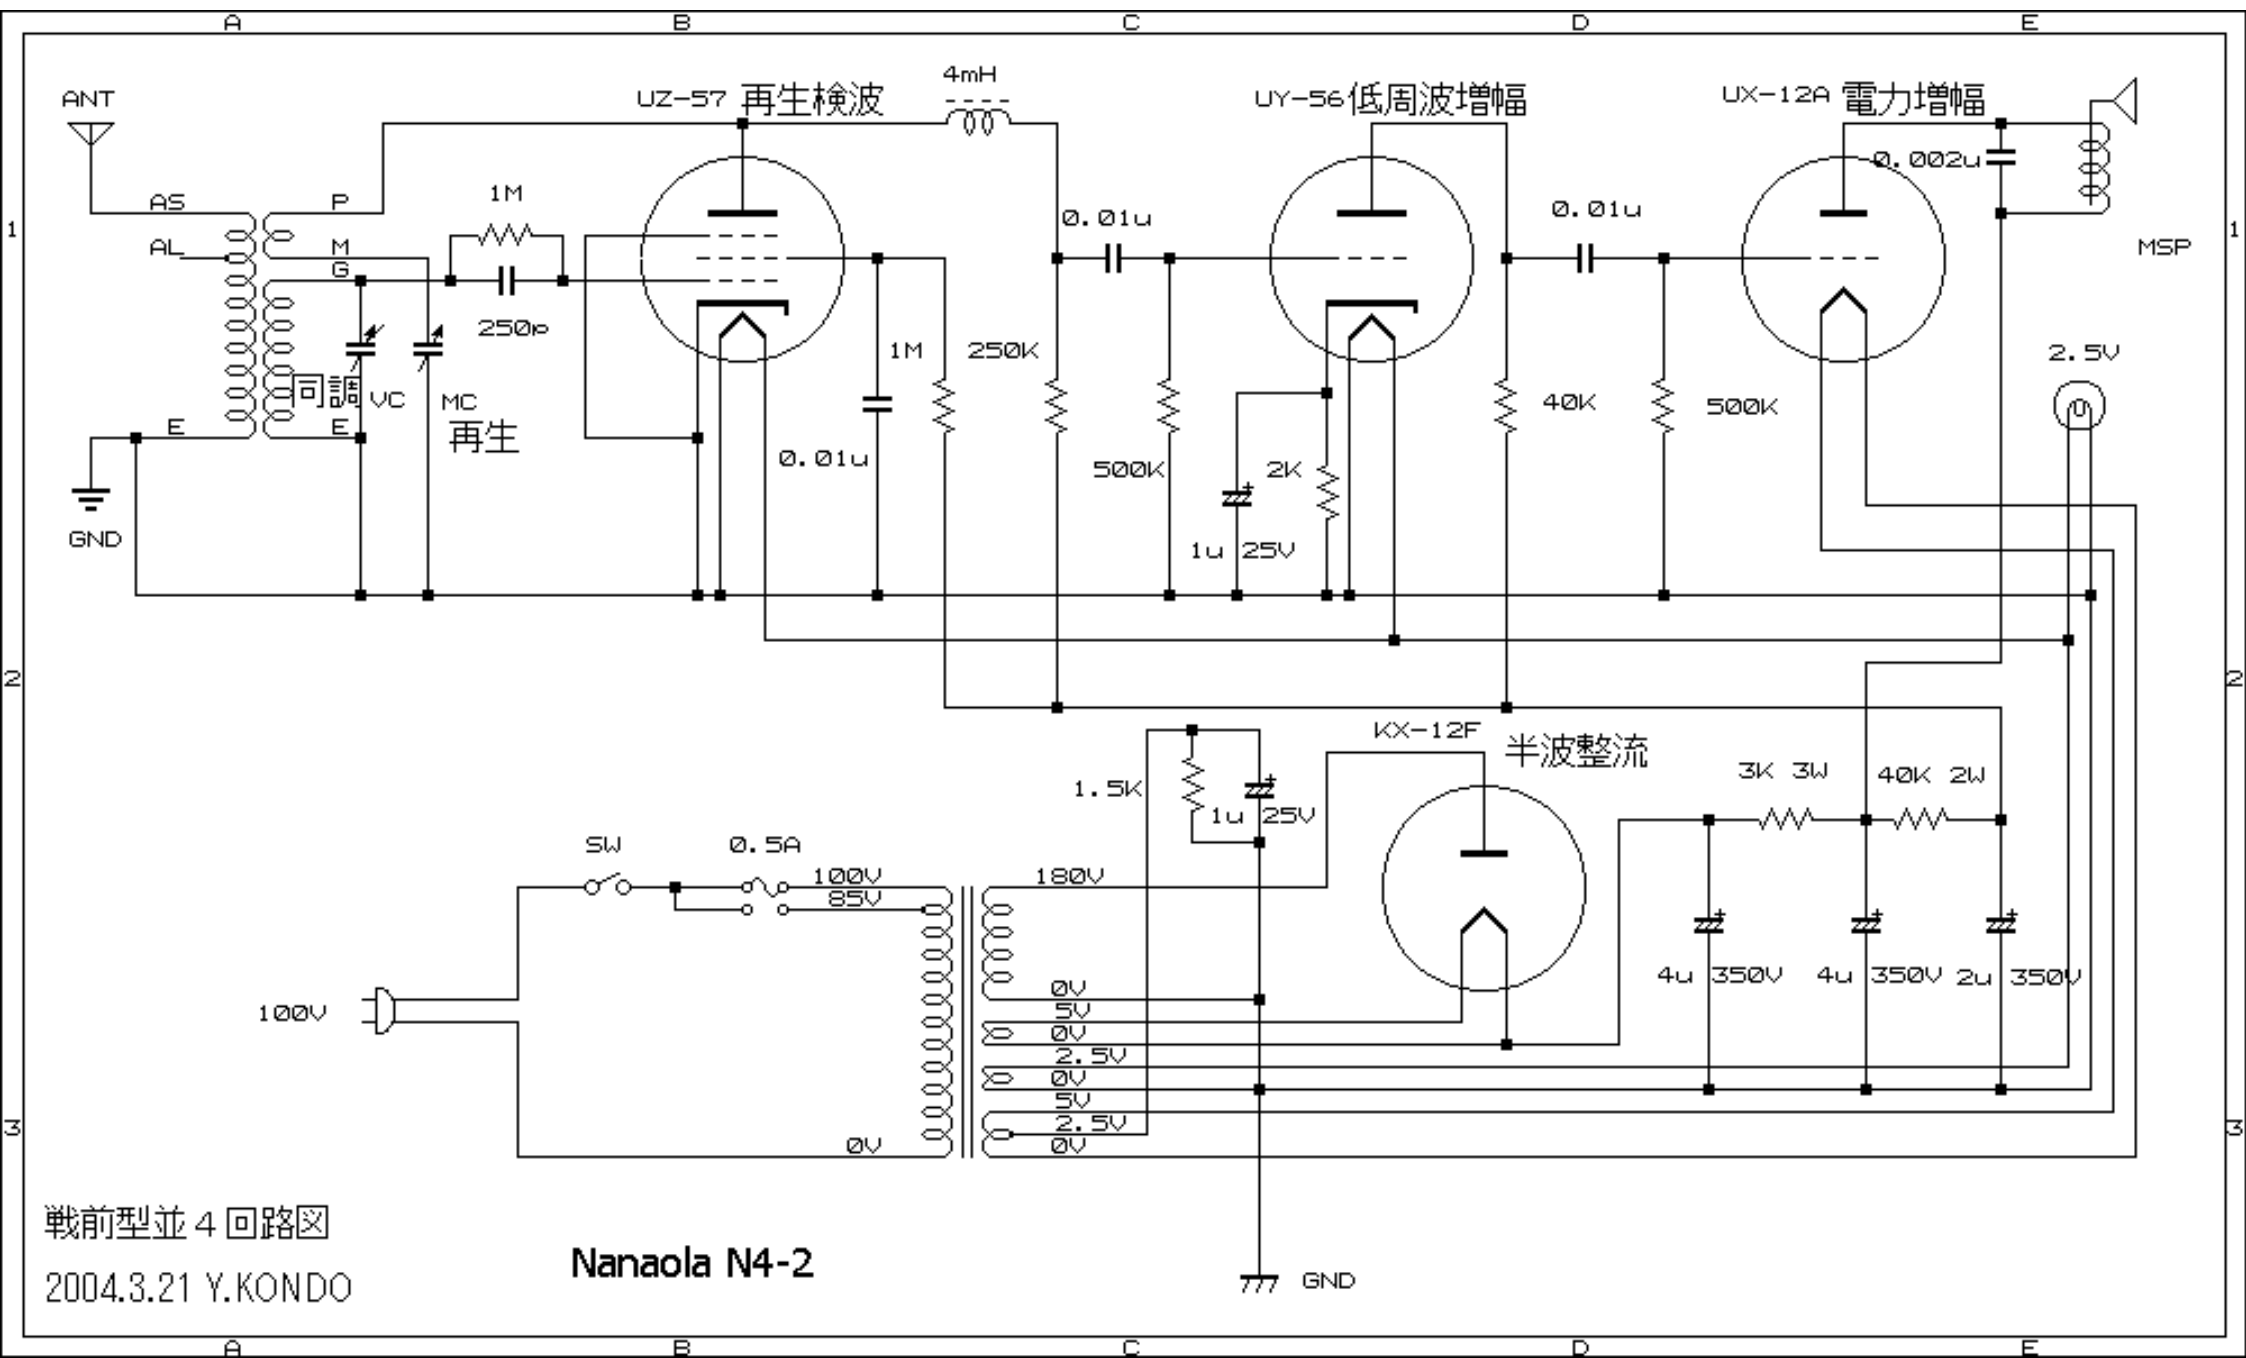 A B C D E
4mH
ANT
UZ-57 再生検波
UY-56 低周波増幅
UX-12A 電力増幅
0.002u
AS P
1M
0.01u
0.01u
1 1
AL M
MSP
G
250p
1M
250K
2.5V
同調 VC
MC
再生
40K
500K
E E
0.01u
500K
2K
GND
1u 25V
2 2
KX-12F 半波整流
3K 3W
40K 2W
1.5K
1u 25V
SW
0.5A
100V
180V
85V
4u 350V
4u 350V
2u 350V
0V
100V
5V
0V
2.5V
0V
5V
2.5V
3 3
0V
0V
戦前型並4回路図
Nanaola N4-2
2004.3.21 Y.KONDO
GND
A B C D E